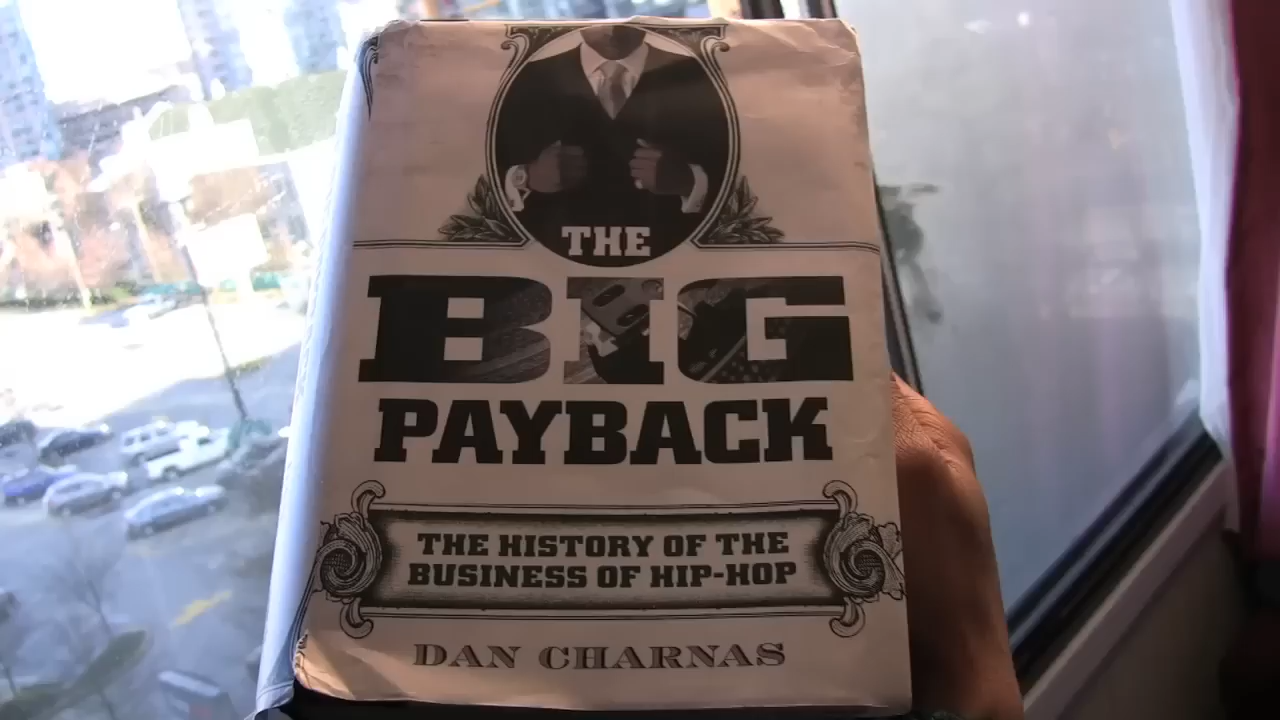 THE
BIG
PAYBACK
THE HISTORY OF THE
BUSINESS OF HIP-HOP
DAN CHARNAS